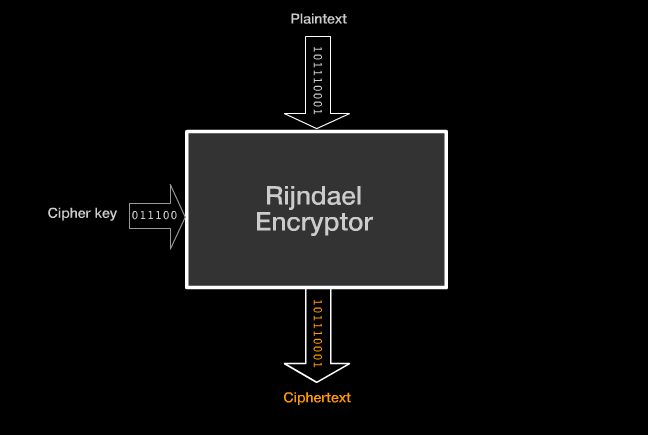 Plaintext
101110001
Cipher key
011100
Rijndael
Encryptor
101110001
Ciphertext